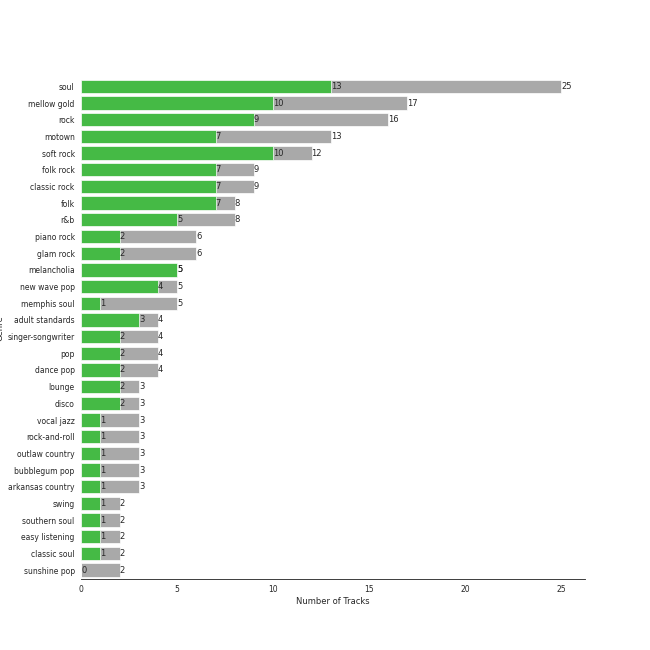 soul 13 25
mellow gold 10 17
rock 9 16
motown 7 13
soft rock 10 12
folk rock 7 9
classic rock 7 9
folk 7 8
r&b 5 8
piano rock 2 6
glam rock 2 6
melancholia 5
new wave pop 4 5
memphis soul 1 5
adult standards 3 4
singer-songwriter 2 4
pop 2 4
dance pop 2 4
lounge 2 3
disco 2 3
vocal jazz 1 3
rock-and-roll 1 3
outlaw country 1 3
bubblegum pop 1 3
arkansas country 1 3
swing 1 2
southern soul 1 2
easy listening 1 2
classic soul 1 2
sunshine pop 0 2
0 5 10 15 20 25
Number of Tracks